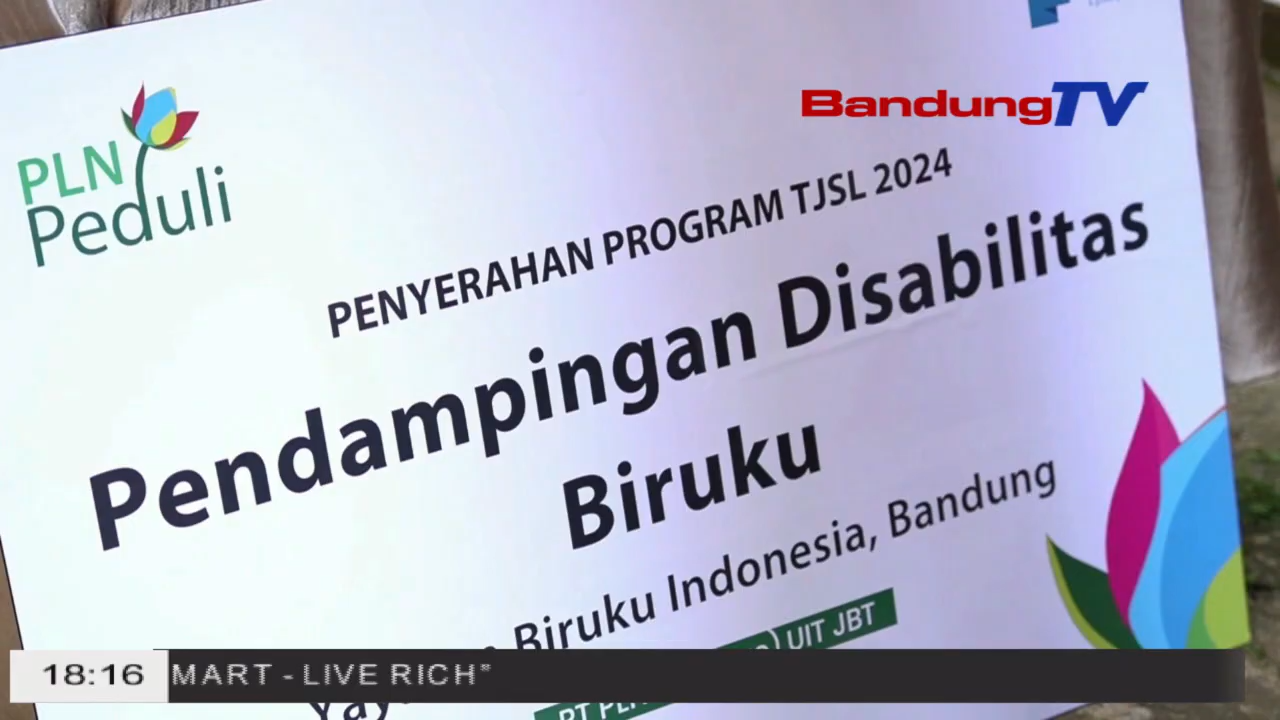 BandungTV
PLN
Peduli
PENYERAHAN PROGRAM TJSL 2024
Pendampingan Disabilitas
Biruku
Biruku Indonesia, Bandung
UIT JBT
18:16 MART - LIVE RICH"